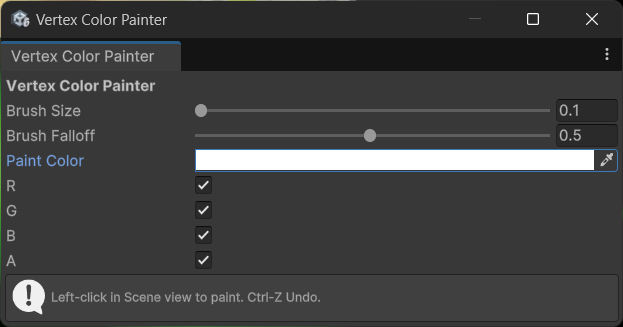 Vertex Color Painter
Vertex Color Painter
Vertex Color Painter
Brush Size 0.1
Brush Falloff 0.5
Paint Color
R
G
B
A
Left-click in Scene view to paint. Ctrl-Z Undo.